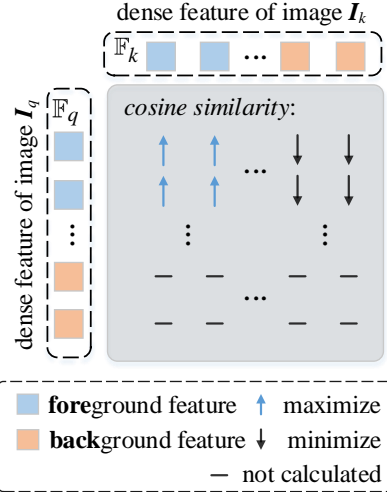 dense feature of image I_k
𝔽_k
...
dense feature of image I_q
𝔽_q
cosine similarity:
foreground feature ↑ maximize
background feature ↓ minimize
— not calculated